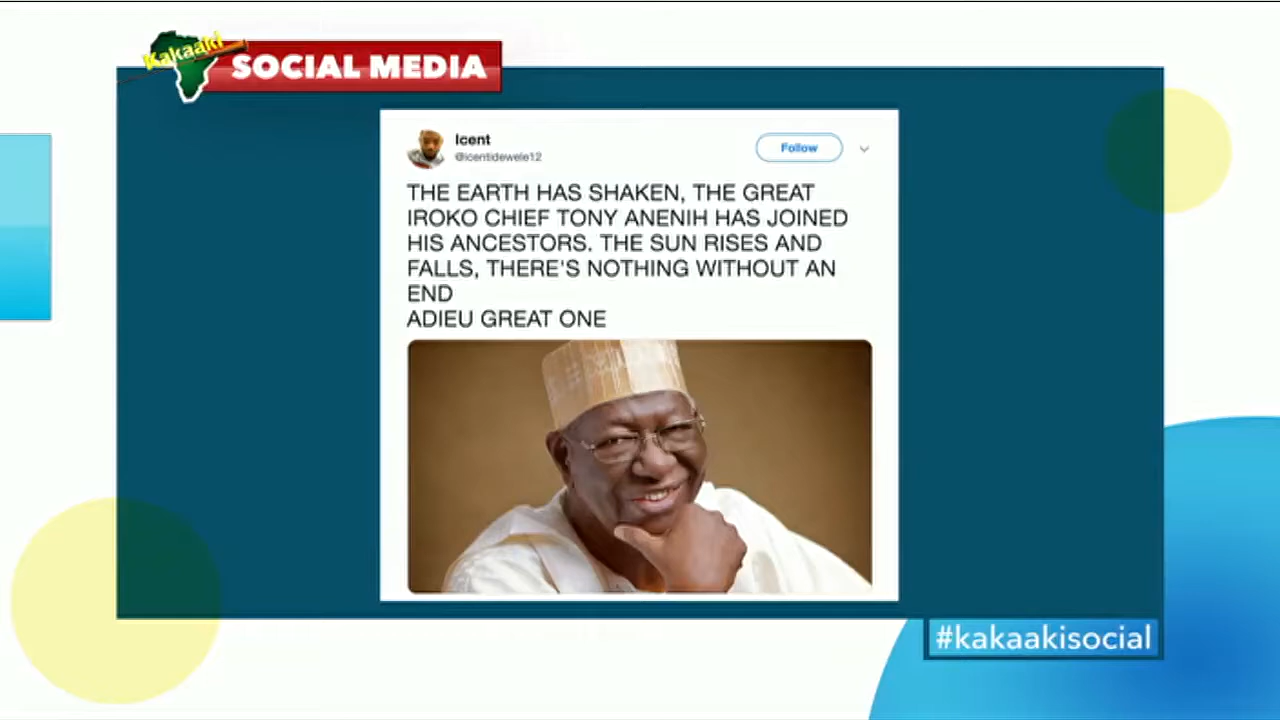 Kakaaki
SOCIAL MEDIA
Icent
@icentidewele12
Follow
THE EARTH HAS SHAKEN, THE GREAT
IROKO CHIEF TONY ANENIH HAS JOINED
HIS ANCESTORS. THE SUN RISES AND
FALLS, THERE'S NOTHING WITHOUT AN
END
ADIEU GREAT ONE
#kakaakisocial